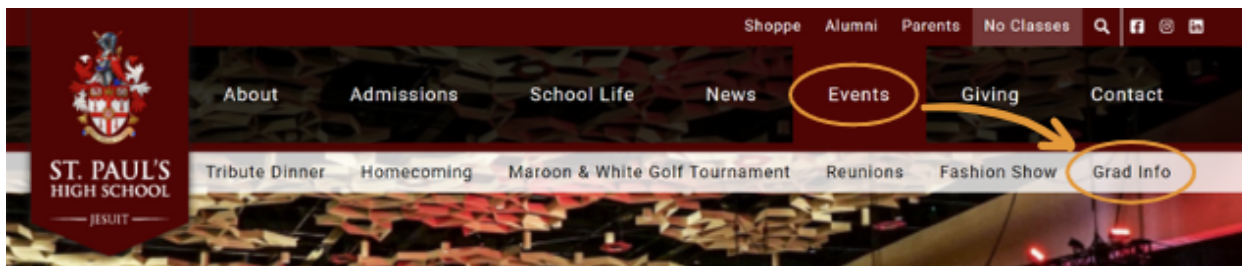 Shoppe Alumni Parents No Classes
About Admissions School Life News Events Giving Contact
ST. PAUL'S
HIGH SCHOOL
JESUIT
Tribute Dinner Homecoming Maroon & White Golf Tournament Reunions Fashion Show Grad Info